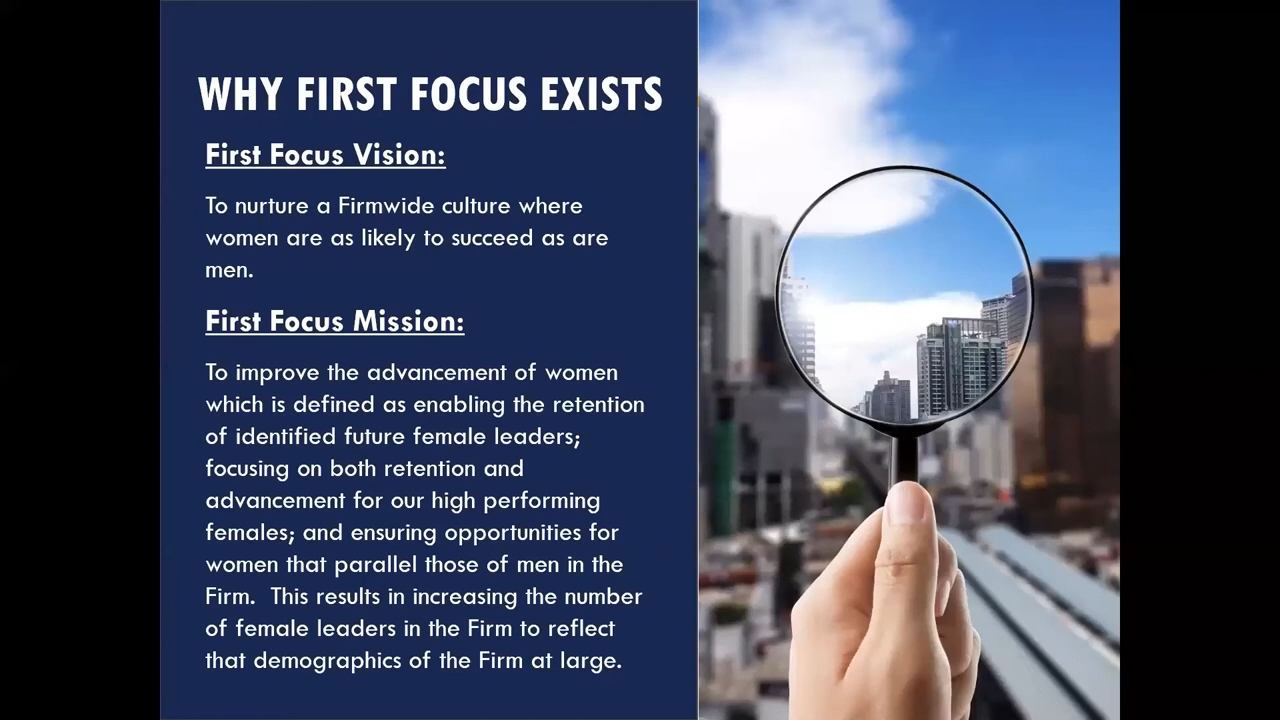 WHY FIRST FOCUS EXISTS
First Focus Vision:
To nurture a Firmwide culture where
women are as likely to succeed as are
men.
First Focus Mission:
To improve the advancement of women
which is defined as enabling the retention
of identified future female leaders;
focusing on both retention and
advancement for our high performing
females; and ensuring opportunities for
women that parallel those of men in the
Firm.  This results in increasing the number
of female leaders in the Firm to reflect
that demographics of the Firm at large.